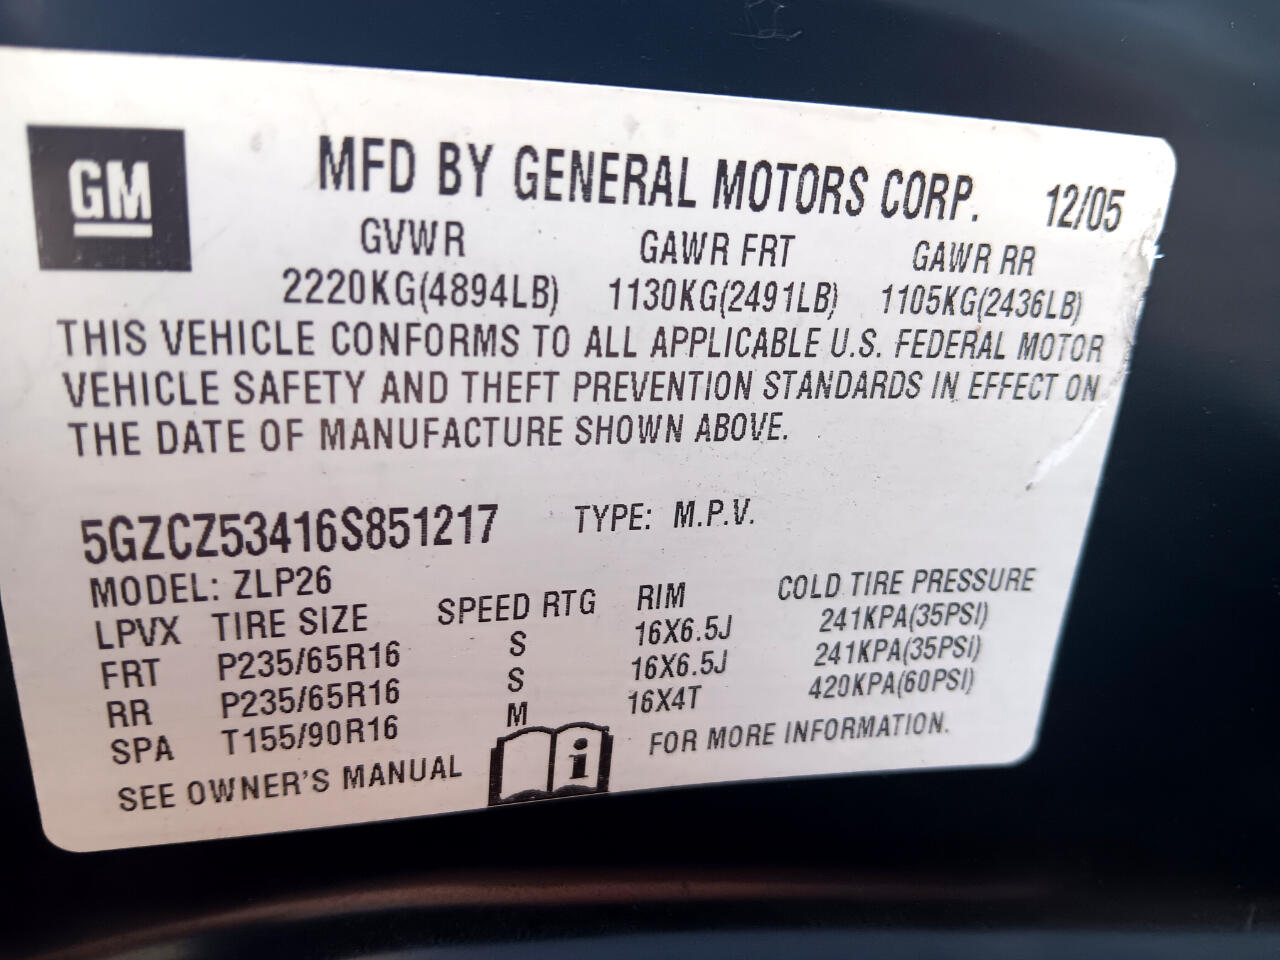 GM
MFD BY GENERAL MOTORS CORP. 12/05
GVWR GAWR FRT GAWR RR
2220KG(4894LB) 1130KG(2491LB) 1105KG(2436LB)
THIS VEHICLE CONFORMS TO ALL APPLICABLE U.S. FEDERAL MOTOR
VEHICLE SAFETY AND THEFT PREVENTION STANDARDS IN EFFECT ON
THE DATE OF MANUFACTURE SHOWN ABOVE.
5GZCZ53416S851217 TYPE: M.P.V.
MODEL: ZLP26
LPVX TIRE SIZE SPEED RTG RIM COLD TIRE PRESSURE
FRT P235/65R16 S 16X6.5J 241KPA(35PSI)
RR P235/65R16 S 16X6.5J 241KPA(35PSI)
SPA T155/90R16 M 16X4T 420KPA(60PSI)
SEE OWNER'S MANUAL i FOR MORE INFORMATION.